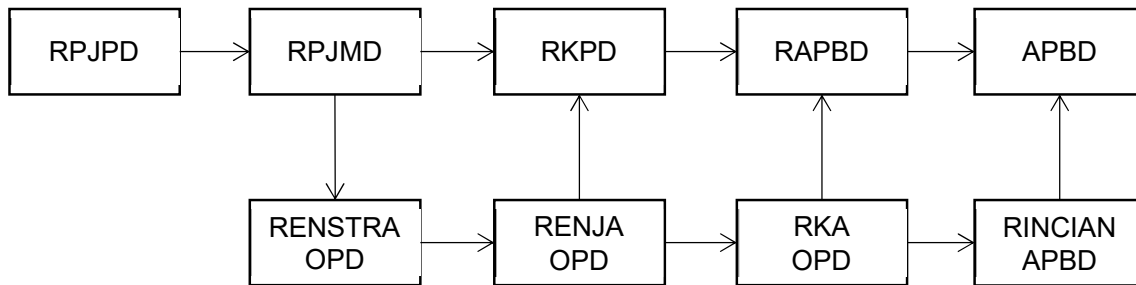 RPJPD
RPJMD
RKPD
RAPBD
APBD
RENSTRA
OPD
RENJA
OPD
RKA
OPD
RINCIAN
APBD